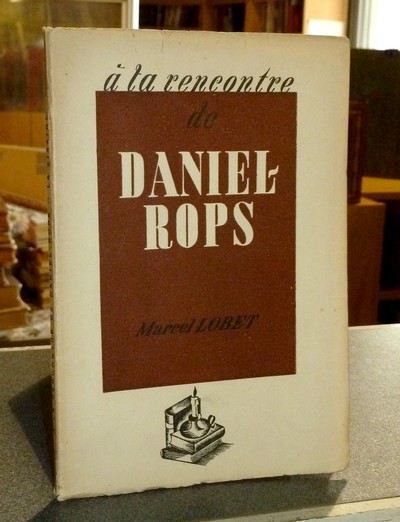 à la rencontre
de
DANIEL-
ROPS
Marcel LOBET